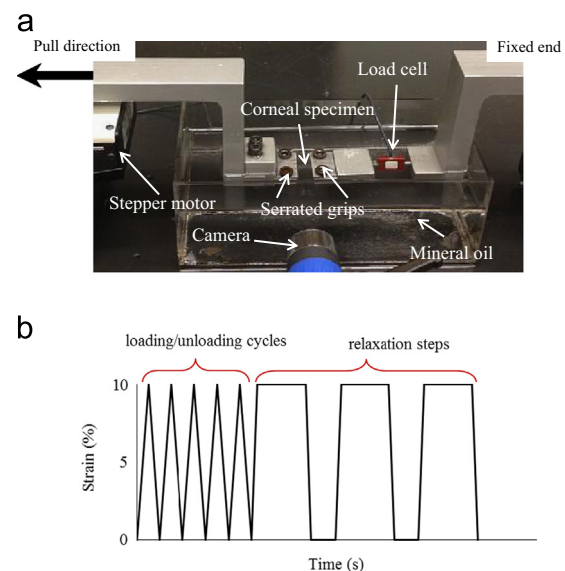 a
Pull direction
Fixed end
Load cell
Corneal specimen
Stepper motor
Serrated grips
Camera
Mineral oil
b
loading/unloading cycles
relaxation steps
10
5
0
Strain (%)
Time (s)